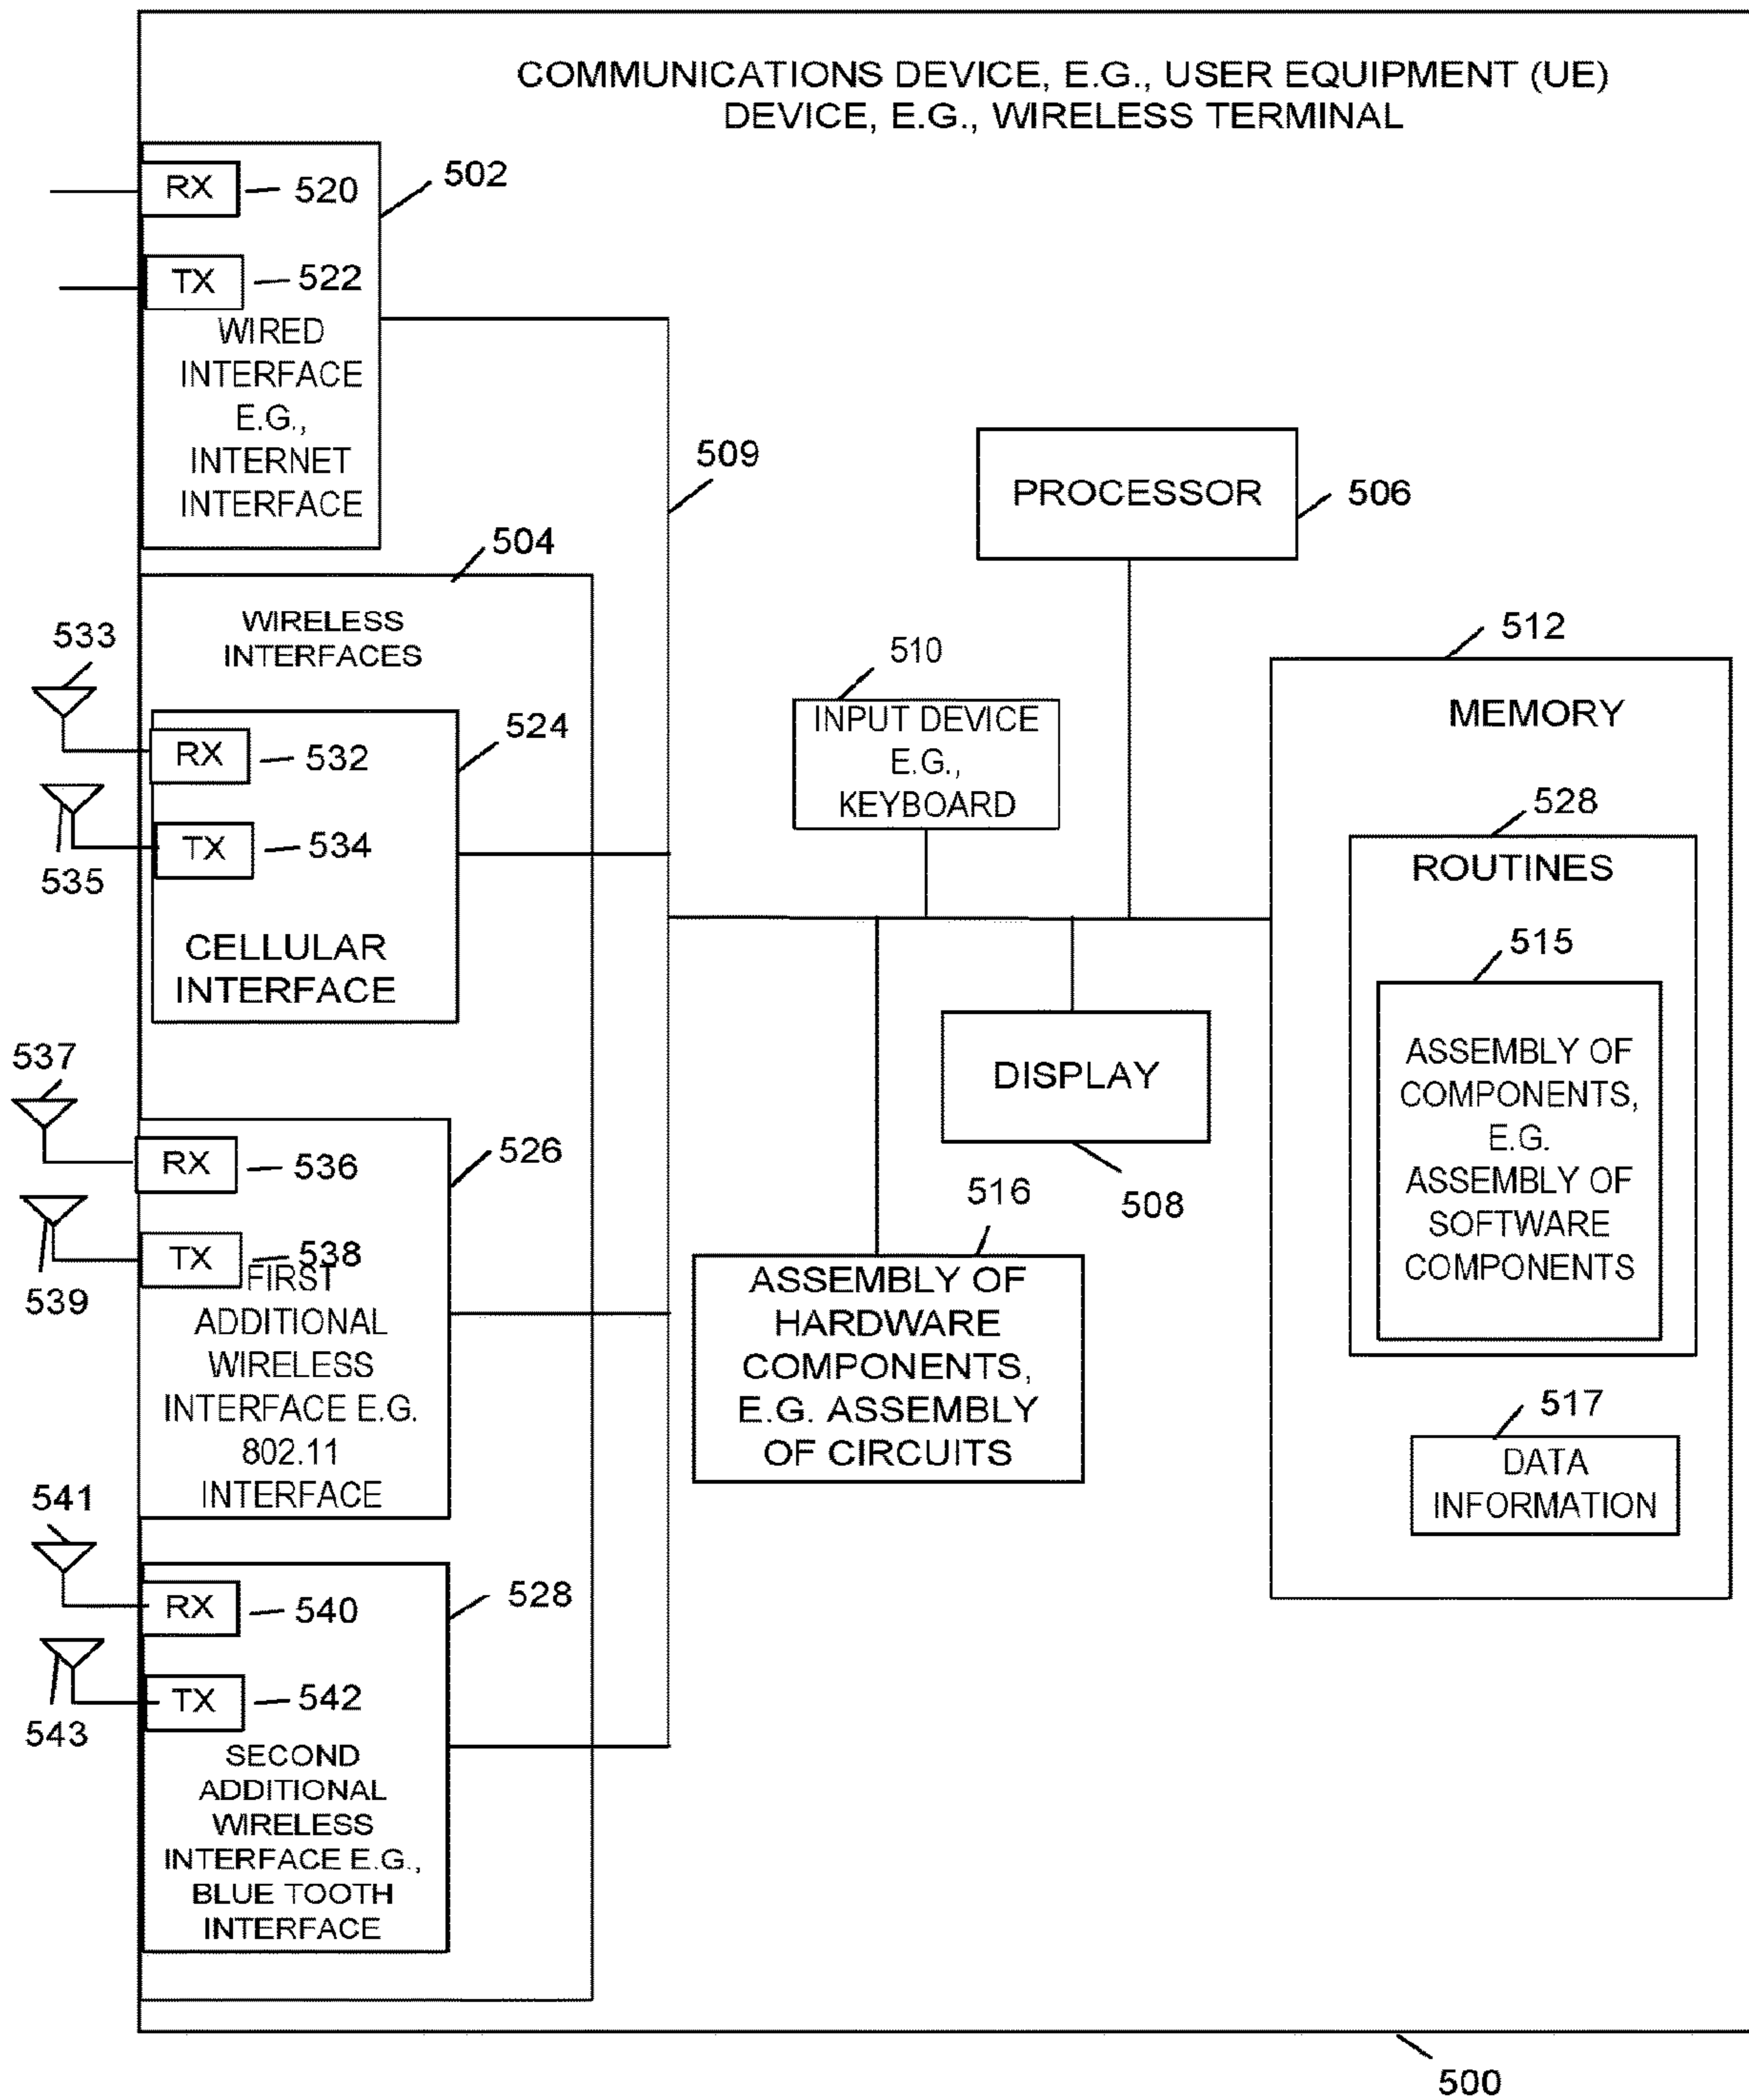 COMMUNICATIONS DEVICE, E.G., USER EQUIPMENT (UE)
DEVICE, E.G., WIRELESS TERMINAL
RX
520
502
TX
522
WIRED
INTERFACE
E.G.,
INTERNET
INTERFACE
509
PROCESSOR
506
504
WIRELESS
INTERFACES
533
RX
532
524
535
TX
534
CELLULAR
INTERFACE
510
INPUT DEVICE
E.G.,
KEYBOARD
512
MEMORY
528
ROUTINES
515
ASSEMBLY OF
COMPONENTS,
E.G.
ASSEMBLY OF
SOFTWARE
COMPONENTS
517
DATA
INFORMATION
DISPLAY
508
516
ASSEMBLY OF
HARDWARE
COMPONENTS,
E.G. ASSEMBLY
OF CIRCUITS
537
RX
536
526
539
TX
538
FIRST
ADDITIONAL
WIRELESS
INTERFACE E.G.
802.11
INTERFACE
541
RX
540
528
543
TX
542
SECOND
ADDITIONAL
WIRELESS
INTERFACE E.G.,
BLUE TOOTH
INTERFACE
500